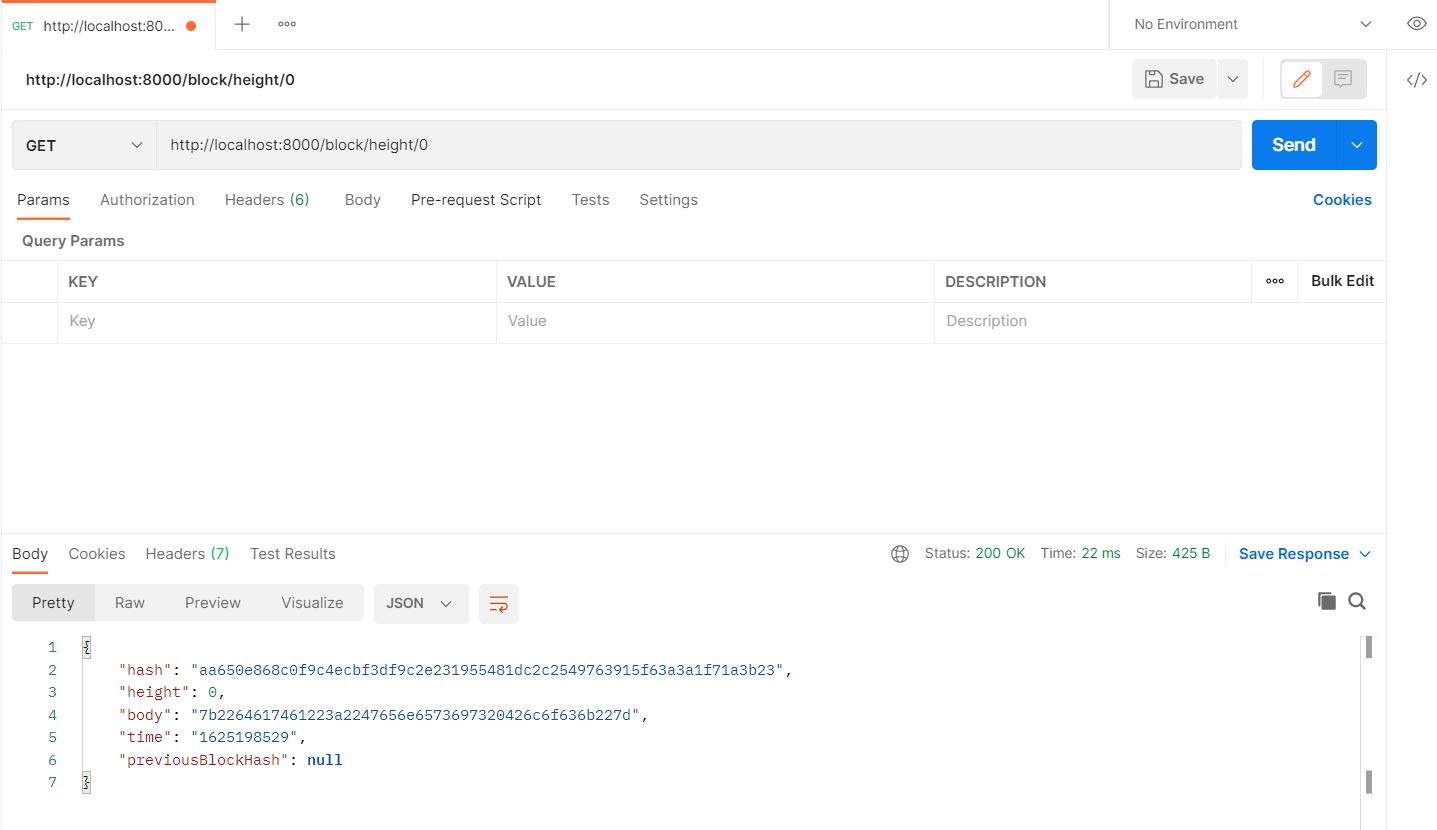 GET http://localhost:80...
No Environment
http://localhost:8000/block/height/0
Save
GET http://localhost:8000/block/height/0 Send
Params Authorization Headers (6) Body Pre-request Script Tests Settings Cookies
Query Params
KEY VALUE DESCRIPTION Bulk Edit
Key Value Description
Body Cookies Headers (7) Test Results Status: 200 OK Time: 22 ms Size: 425 B Save Response
Pretty Raw Preview Visualize JSON
1 {
2 "hash": "aa650e868c0f9c4ecbf3df9c2e231955481dc2c2549763915f63a3a1f71a3b23",
3 "height": 0,
4 "body": "7b2264617461223a2247656e6573697320426c6f636b227d",
5 "time": "1625198529",
6 "previousBlockHash": null
7 }